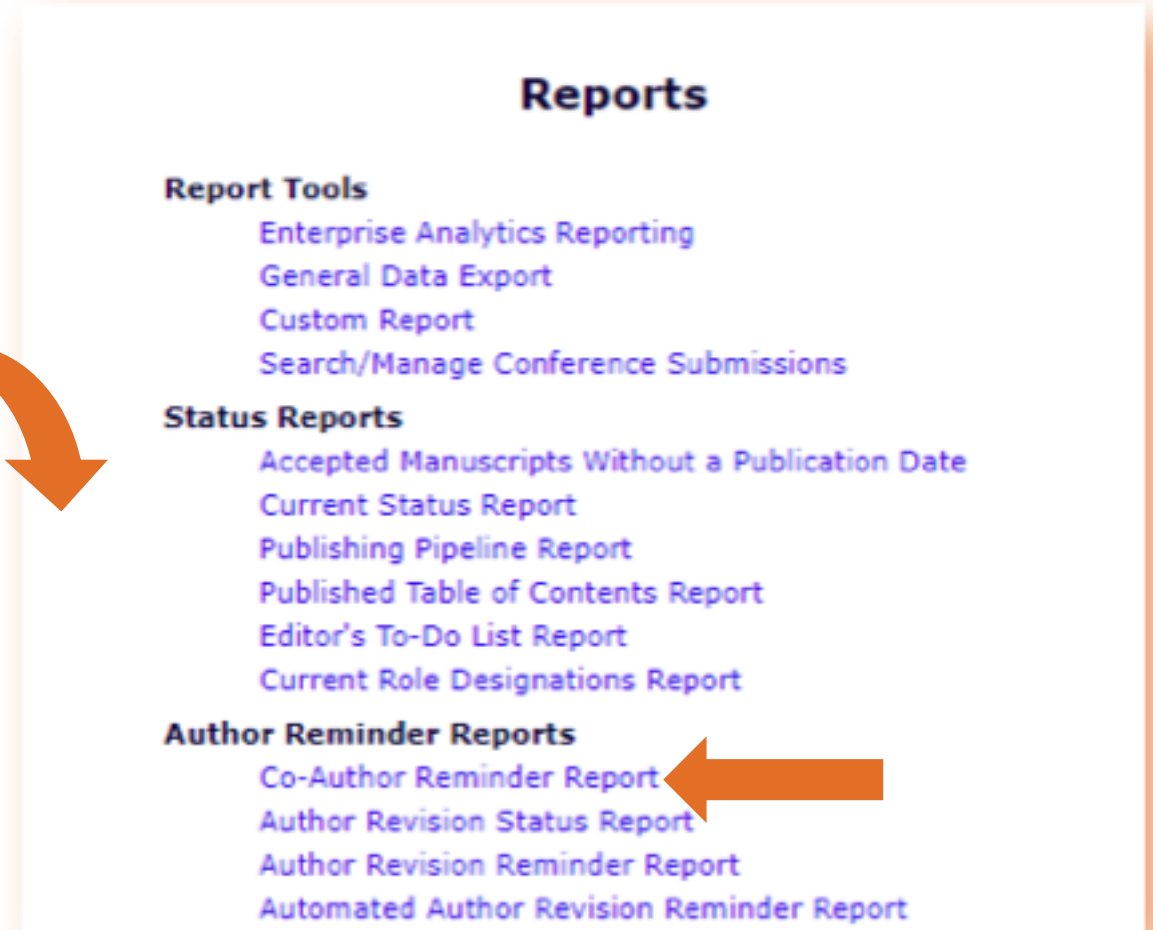 Reports
Report Tools
Enterprise Analytics Reporting
General Data Export
Custom Report
Search/Manage Conference Submissions
Status Reports
Accepted Manuscripts Without a Publication Date
Current Status Report
Publishing Pipeline Report
Published Table of Contents Report
Editor's To-Do List Report
Current Role Designations Report
Author Reminder Reports
Co-Author Reminder Report
Author Revision Status Report
Author Revision Reminder Report
Automated Author Revision Reminder Report